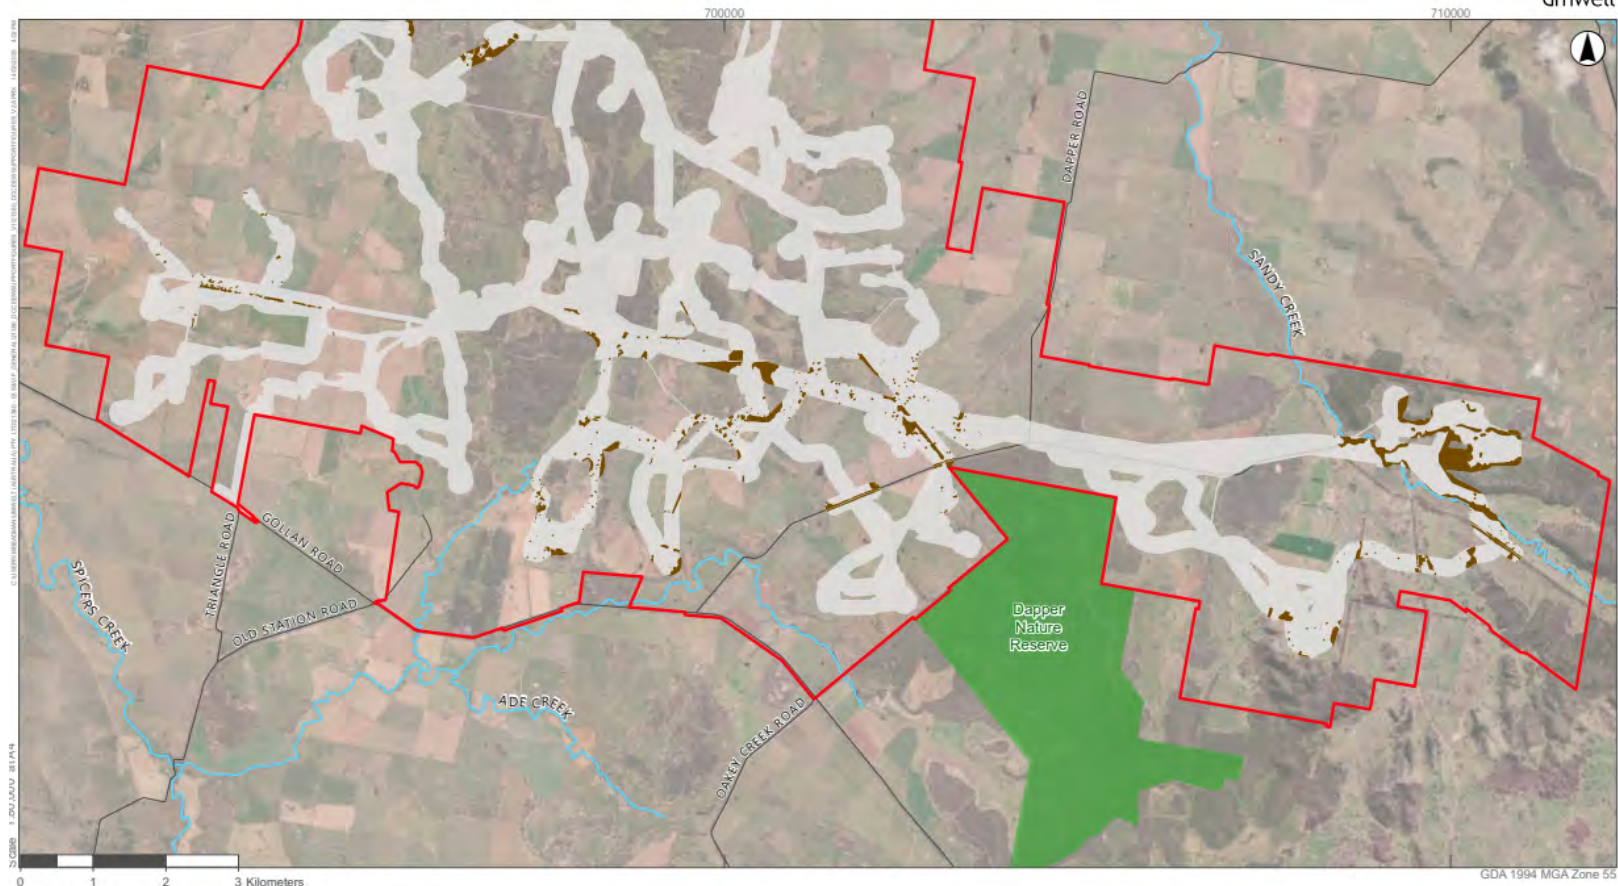 700000
710000
DAPPER ROAD
SANDY CREEK
GOLLAN ROAD
TRIANGLE ROAD
OLD STATION ROAD
SPICERS CREEK
ADE CREEK
OAKEY CREEK ROAD
Dapper
Nature
Reserve
0 1 2 3 Kilometers
GDA 1994 MGA Zone 55